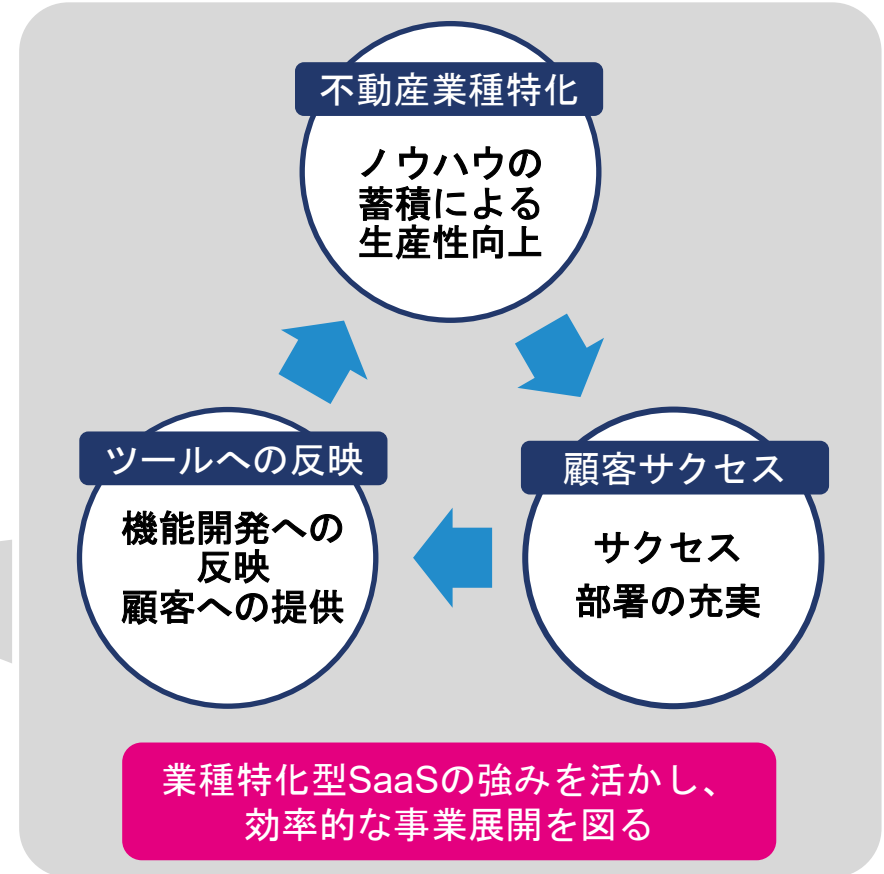 不動産業種特化
ノウハウの
蓄積による
生産性向上
顧客サクセス
サクセス
部署の充実
ツールへの反映
機能開発への
反映
顧客への提供
業種特化型SaaSの強みを活かし、
効率的な事業展開を図る